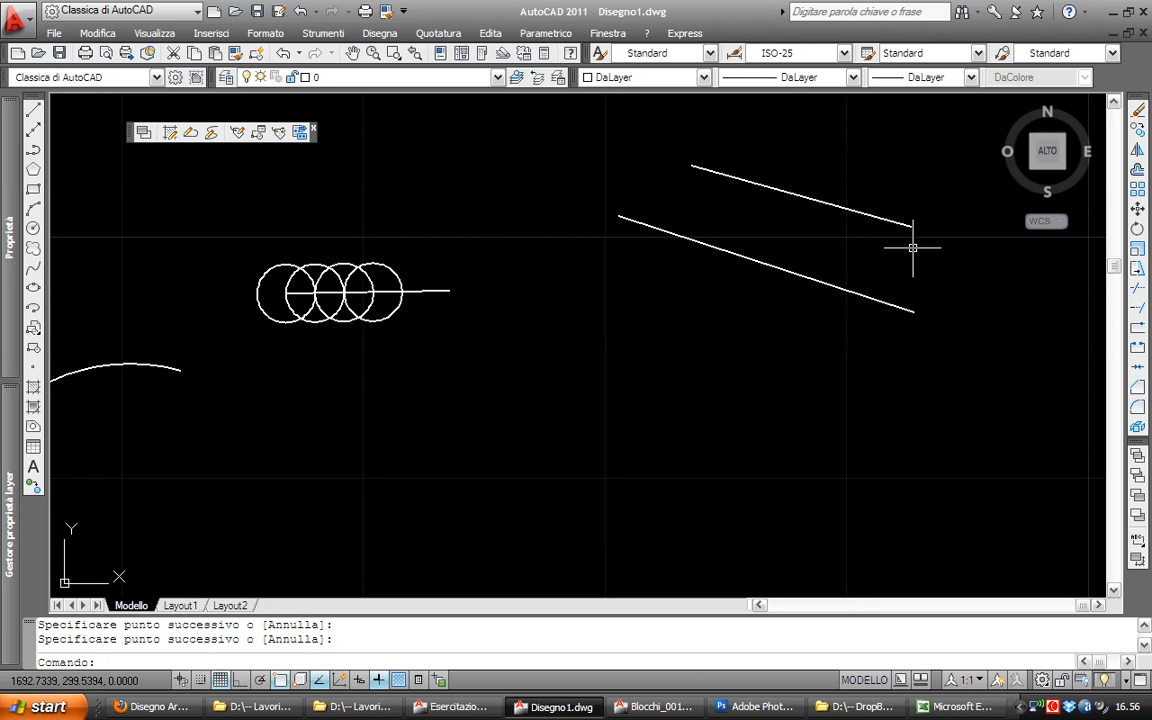 Classica di AutoCAD
AutoCAD 2011 Disegno1.dwg
Digitare parola chiave o frase
File Modifica Visualizza Inserisci Formato Strumenti Disegna Quotatura Edita Parametrico Finestra ? Express
Standard ISO-25 Standard Standard
Classica di AutoCAD 0 DaLayer DaLayer DaLayer DaColore
N
O ALTO E
S
WCS
Proprietà
Gestore proprietà layer
A
Y
X
Modello Layout1 Layout2
Specificare punto successivo o [Annulla]:
Specificare punto successivo o [Annulla]:
Comando:
1692.7339, 299.5394, 0.0000 MODELLO 1:1
start Disegno Ar... D:\-- Lavori... D:\-- Lavori... Esercitazio... Disegno1.dwg Blocchi_001... Adobe Phot... D:\-- DropB... Microsoft E... 16.56